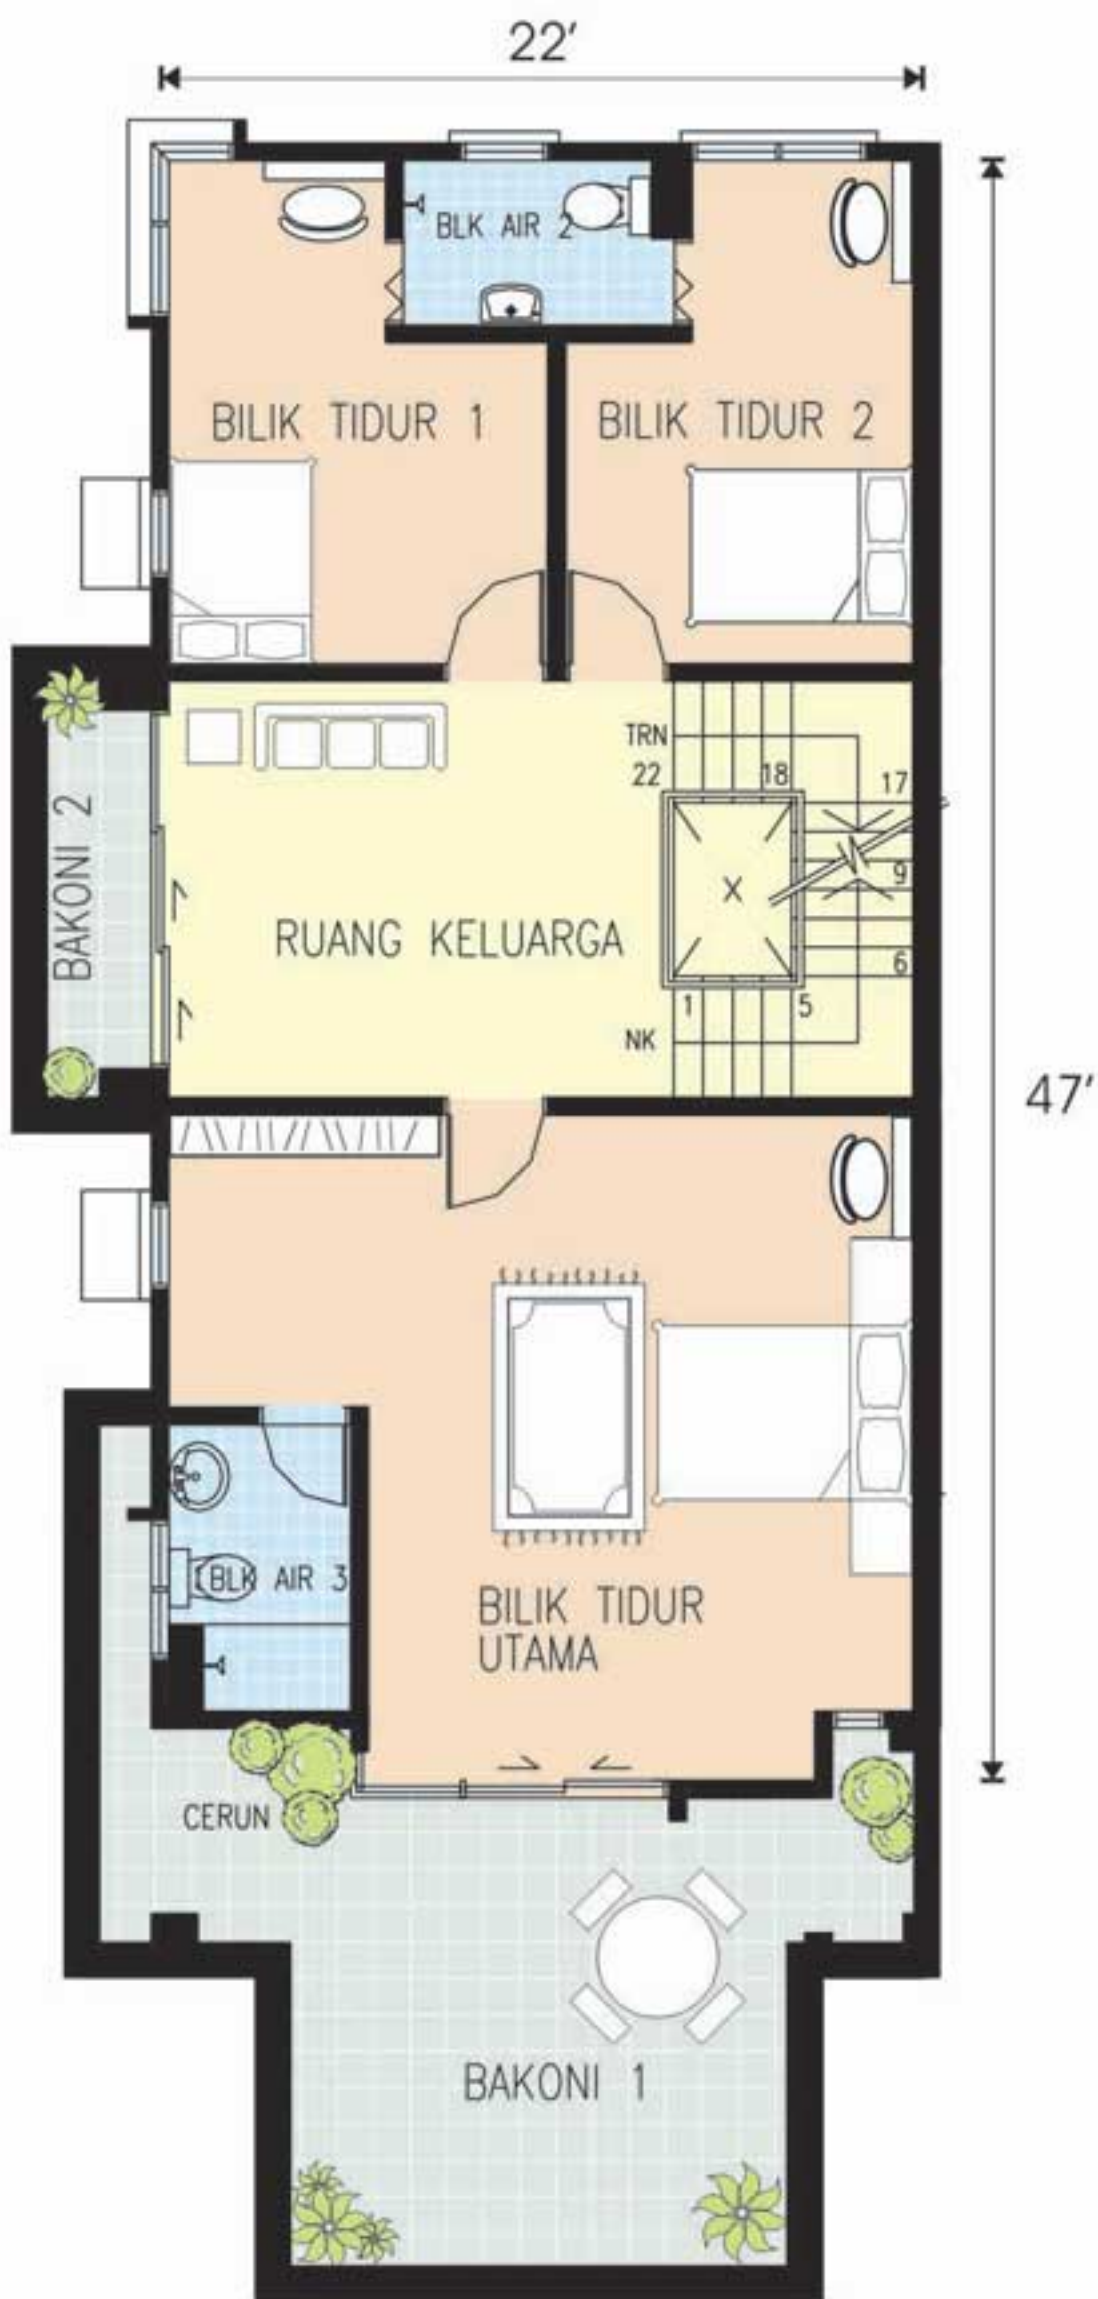 22'
BLK AIR 2
BILIK TIDUR 1
BILIK TIDUR 2
TRN
22
18
17
BAKONI 2
X
9
RUANG KELUARGA
6
1
5
NK
47'
BLK AIR 3
BILIK TIDUR
UTAMA
CERUN
BAKONI 1